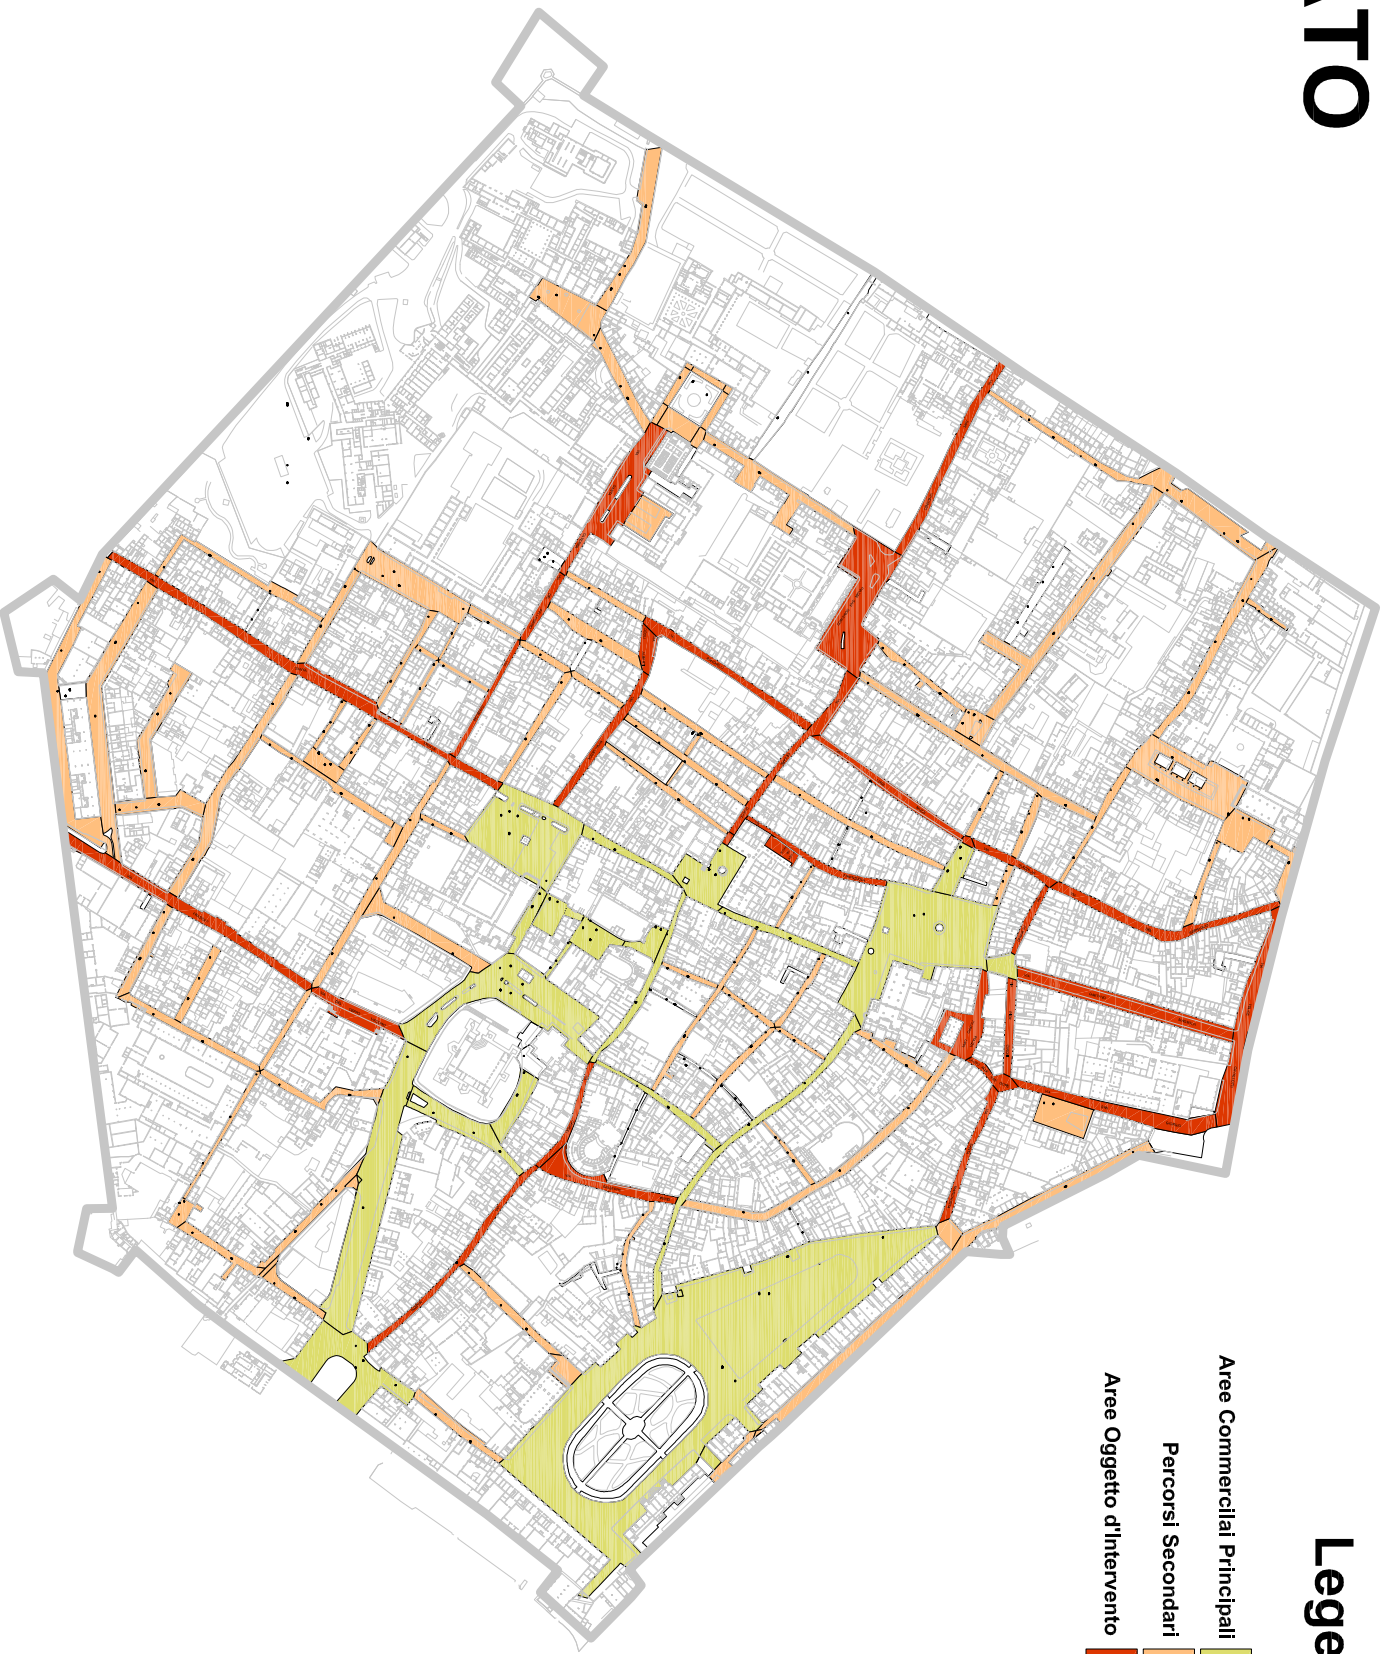 ATO
Lege
Aree Commercilai Principali
Percorsi Secondari
Aree Oggetto d'Intervento